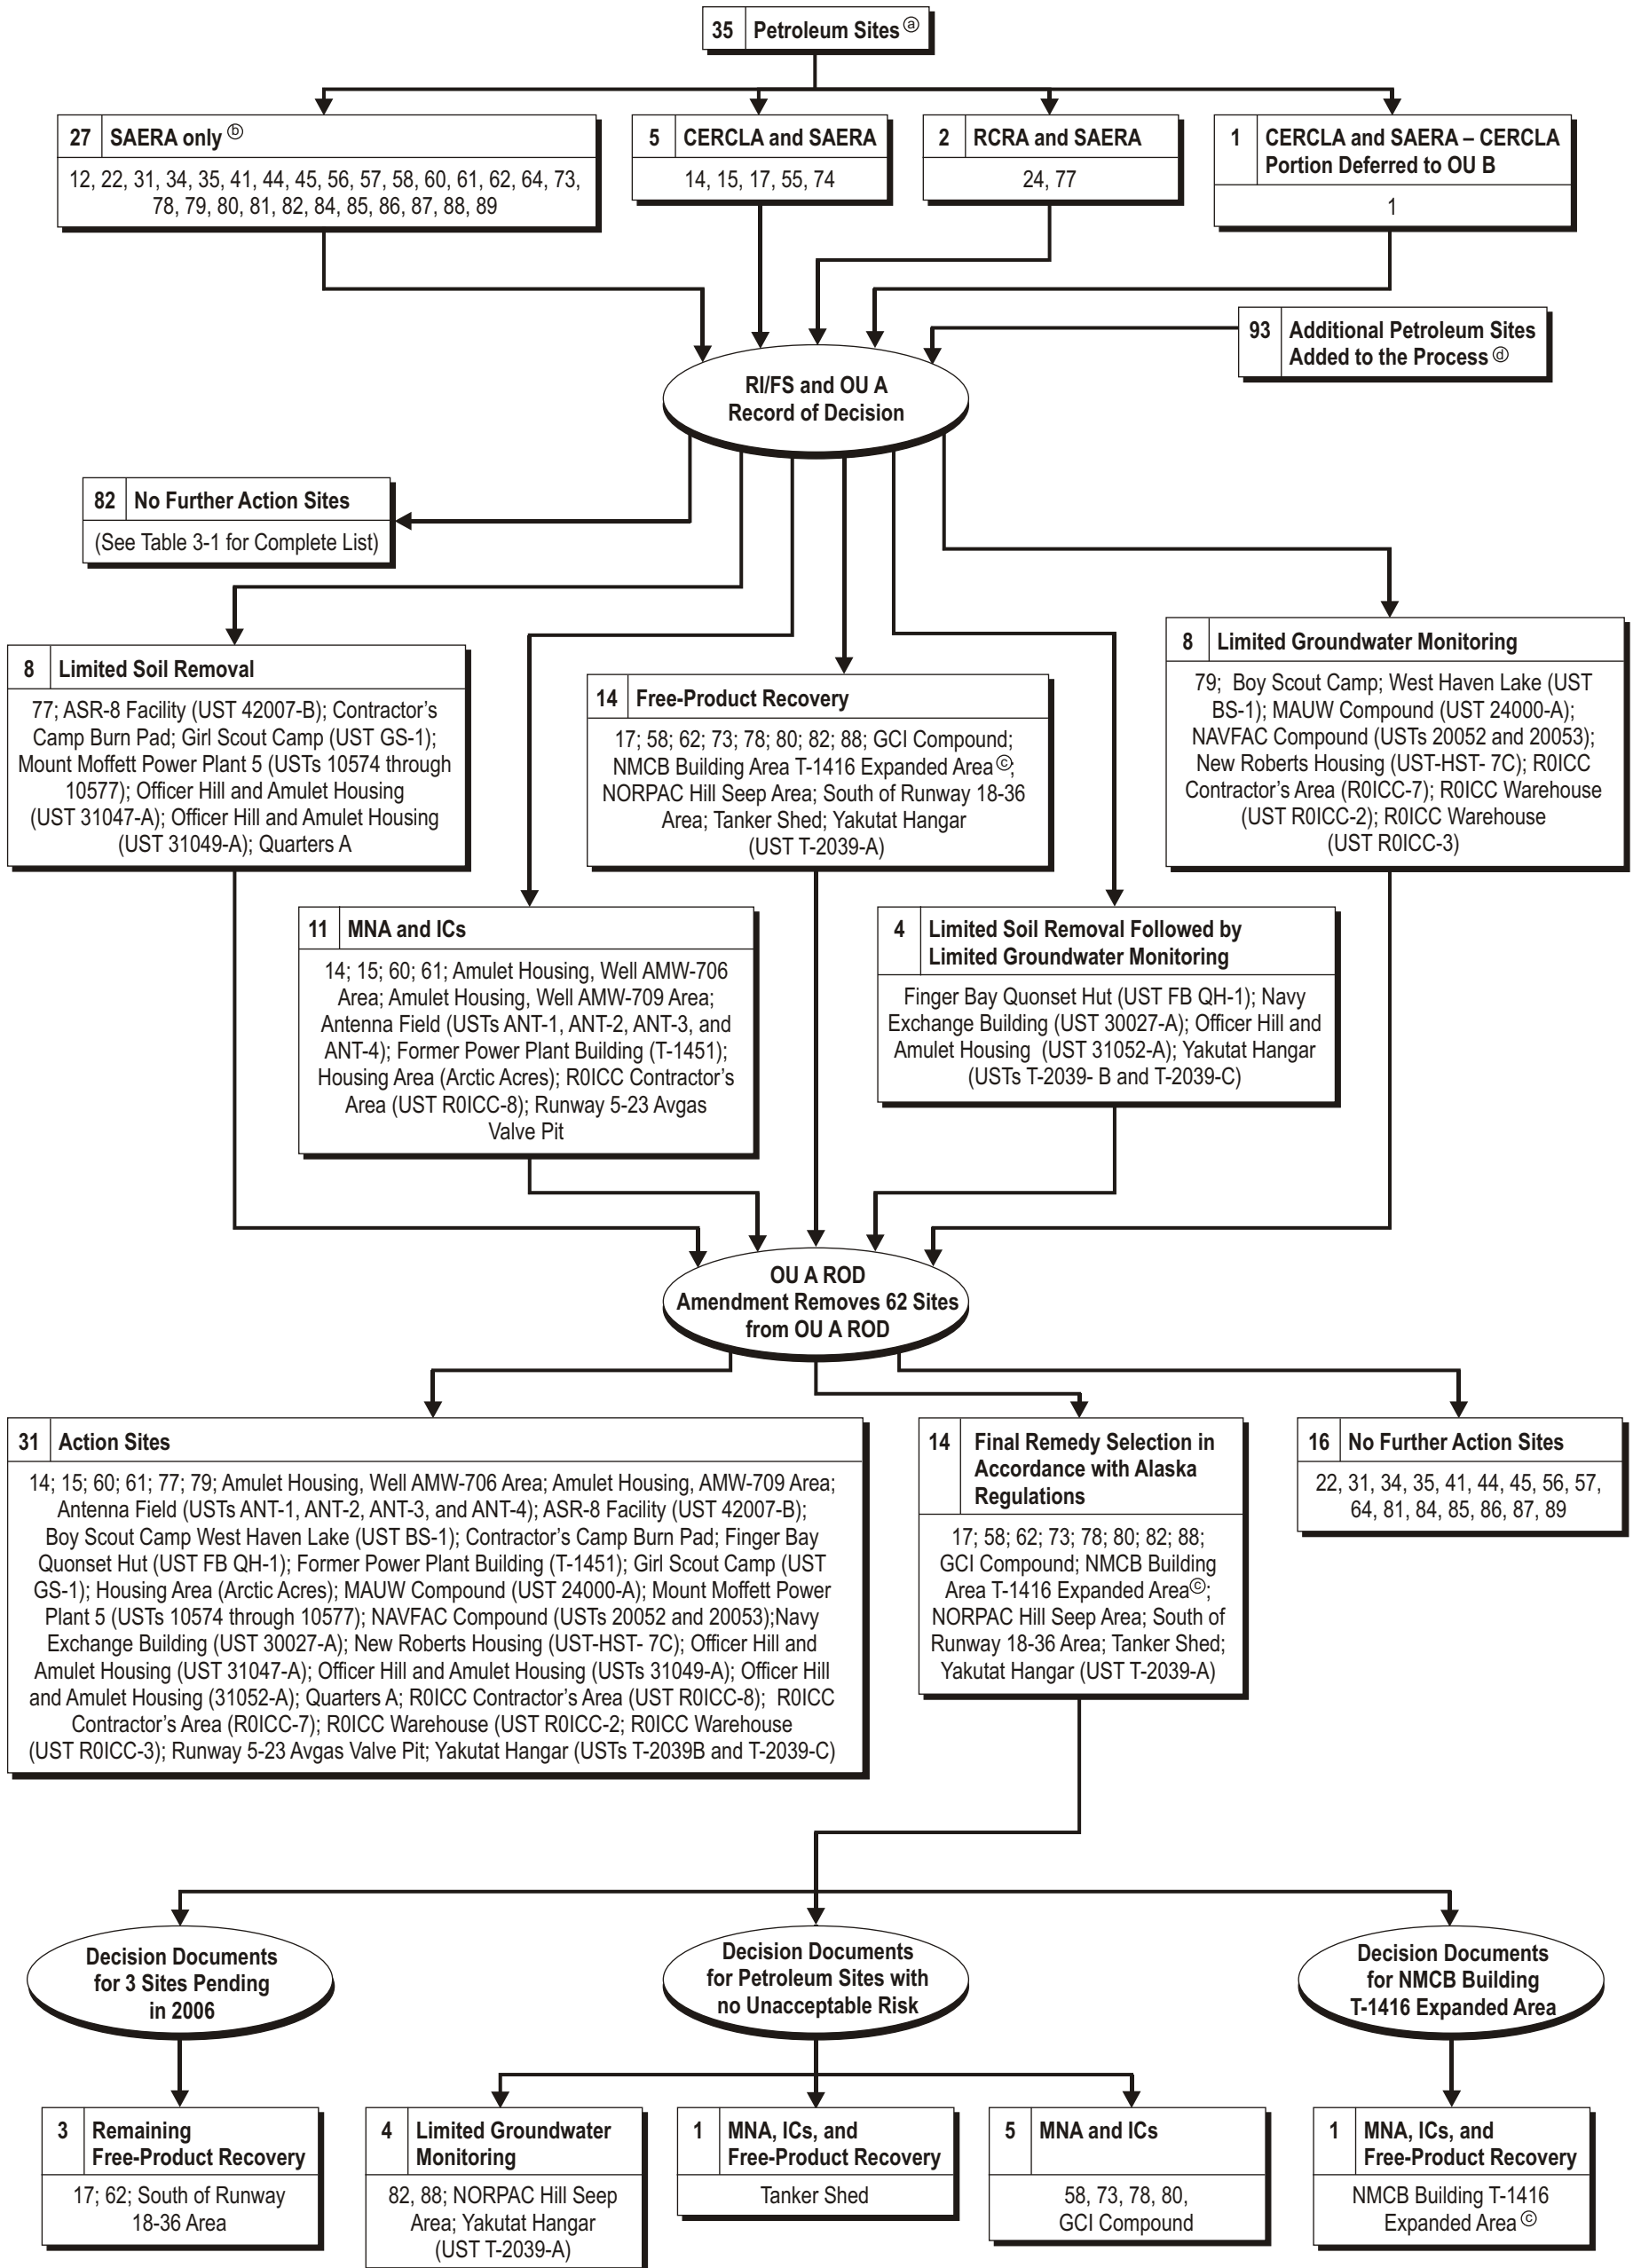 35 Petroleum Sites ⓐ
27 SAERA only ⓑ
12, 22, 31, 34, 35, 41, 44, 45, 56, 57, 58, 60, 61, 62, 64, 73,
78, 79, 80, 81, 82, 84, 85, 86, 87, 88, 89
5 CERCLA and SAERA
14, 15, 17, 55, 74
2 RCRA and SAERA
24, 77
1 CERCLA and SAERA – CERCLA
Portion Deferred to OU B
1
93 Additional Petroleum Sites
Added to the Process ⓓ
RI/FS and OU A
Record of Decision
82 No Further Action Sites
(See Table 3-1 for Complete List)
8 Limited Soil Removal
77; ASR-8 Facility (UST 42007-B); Contractor's
Camp Burn Pad; Girl Scout Camp (UST GS-1);
Mount Moffett Power Plant 5 (USTs 10574 through
10577); Officer Hill and Amulet Housing
(UST 31047-A); Officer Hill and Amulet Housing
(UST 31049-A); Quarters A
14 Free-Product Recovery
17; 58; 62; 73; 78; 80; 82; 88; GCI Compound;
NMCB Building Area T-1416 Expanded Area ⓒ;
NORPAC Hill Seep Area; South of Runway 18-36
Area; Tanker Shed; Yakutat Hangar
(UST T-2039-A)
8 Limited Groundwater Monitoring
79; Boy Scout Camp; West Haven Lake (UST
BS-1); MAUW Compound (UST 24000-A);
NAVFAC Compound (USTs 20052 and 20053);
New Roberts Housing (UST-HST- 7C); R0ICC
Contractor's Area (R0ICC-7); R0ICC Warehouse
(UST R0ICC-2); R0ICC Warehouse
(UST R0ICC-3)
11 MNA and ICs
14; 15; 60; 61; Amulet Housing, Well AMW-706
Area; Amulet Housing, Well AMW-709 Area;
Antenna Field (USTs ANT-1, ANT-2, ANT-3, and
ANT-4); Former Power Plant Building (T-1451);
Housing Area (Arctic Acres); R0ICC Contractor's
Area (UST R0ICC-8); Runway 5-23 Avgas
Valve Pit
4 Limited Soil Removal Followed by
Limited Groundwater Monitoring
Finger Bay Quonset Hut (UST FB QH-1); Navy
Exchange Building (UST 30027-A); Officer Hill and
Amulet Housing (UST 31052-A); Yakutat Hangar
(USTs T-2039- B and T-2039-C)
OU A ROD
Amendment Removes 62 Sites
from OU A ROD
31 Action Sites
14; 15; 60; 61; 77; 79; Amulet Housing, Well AMW-706 Area; Amulet Housing, AMW-709 Area;
Antenna Field (USTs ANT-1, ANT-2, ANT-3, and ANT-4); ASR-8 Facility (UST 42007-B);
Boy Scout Camp West Haven Lake (UST BS-1); Contractor's Camp Burn Pad; Finger Bay
Quonset Hut (UST FB QH-1); Former Power Plant Building (T-1451); Girl Scout Camp (UST
GS-1); Housing Area (Arctic Acres); MAUW Compound (UST 24000-A); Mount Moffett Power
Plant 5 (USTs 10574 through 10577); NAVFAC Compound (USTs 20052 and 20053);Navy
Exchange Building (UST 30027-A); New Roberts Housing (UST-HST- 7C); Officer Hill and
Amulet Housing (UST 31047-A); Officer Hill and Amulet Housing (USTs 31049-A); Officer Hill
and Amulet Housing (31052-A); Quarters A; R0ICC Contractor's Area (UST R0ICC-8); R0ICC
Contractor's Area (R0ICC-7); R0ICC Warehouse (UST R0ICC-2; R0ICC Warehouse
(UST R0ICC-3); Runway 5-23 Avgas Valve Pit; Yakutat Hangar (USTs T-2039B and T-2039-C)
14 Final Remedy Selection in
Accordance with Alaska
Regulations
17; 58; 62; 73; 78; 80; 82; 88;
GCI Compound; NMCB Building
Area T-1416 Expanded Area ⓒ;
NORPAC Hill Seep Area; South of
Runway 18-36 Area; Tanker Shed;
Yakutat Hangar (UST T-2039-A)
16 No Further Action Sites
22, 31, 34, 35, 41, 44, 45, 56, 57,
64, 81, 84, 85, 86, 87, 89
Decision Documents
for 3 Sites Pending
in 2006
Decision Documents
for Petroleum Sites with
no Unacceptable Risk
Decision Documents
for NMCB Building
T-1416 Expanded Area
3 Remaining
Free-Product Recovery
17; 62; South of Runway
18-36 Area
4 Limited Groundwater
Monitoring
82, 88; NORPAC Hill Seep
Area; Yakutat Hangar
(UST T-2039-A)
1 MNA, ICs, and
Free-Product Recovery
Tanker Shed
5 MNA and ICs
58, 73, 78, 80,
GCI Compound
1 MNA, ICs, and
Free-Product Recovery
NMCB Building T-1416
Expanded Area ⓒ